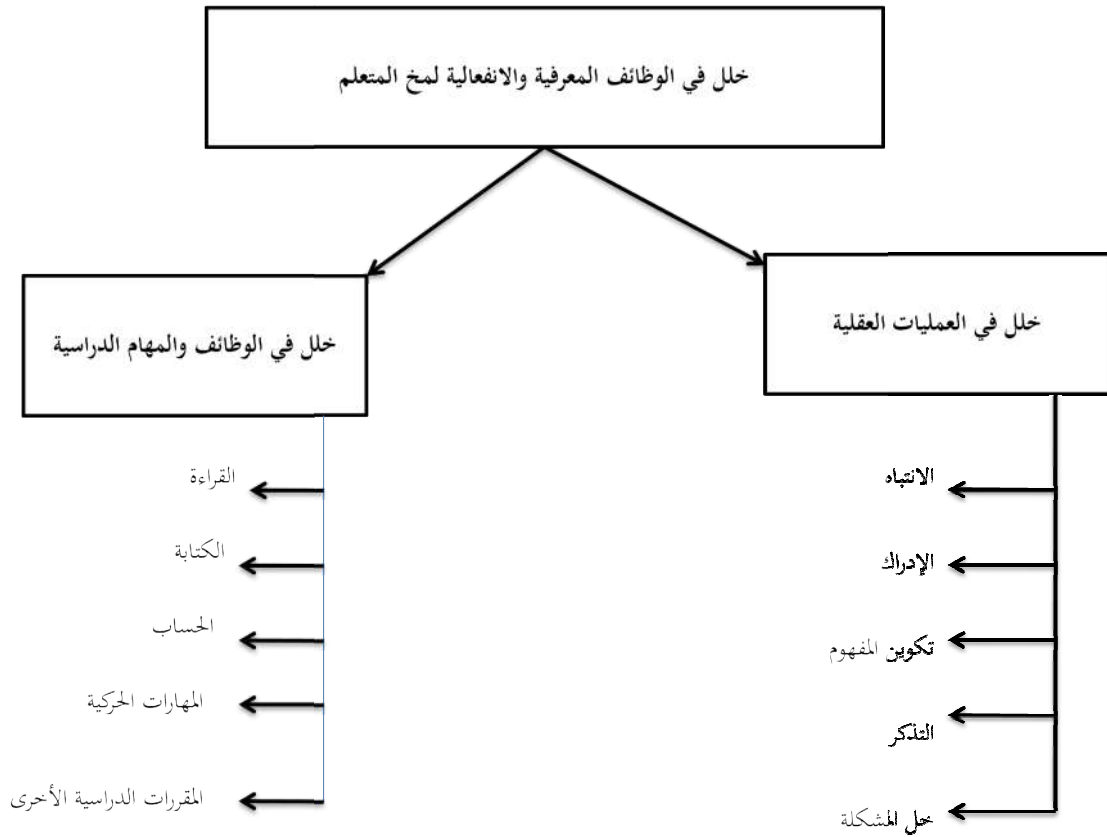 خلل في الوظائف المعرفية والانفعالية لمخ المتعلم
خلل في العمليات العقلية
الانتباه
الإدراك
تكوين المفهوم
التذكر
حل المشكلة
خلل في الوظائف والمهام الدراسية
القراءة
الكتابة
الحساب
المهارات الحركية
المقررات الدراسية الأخرى